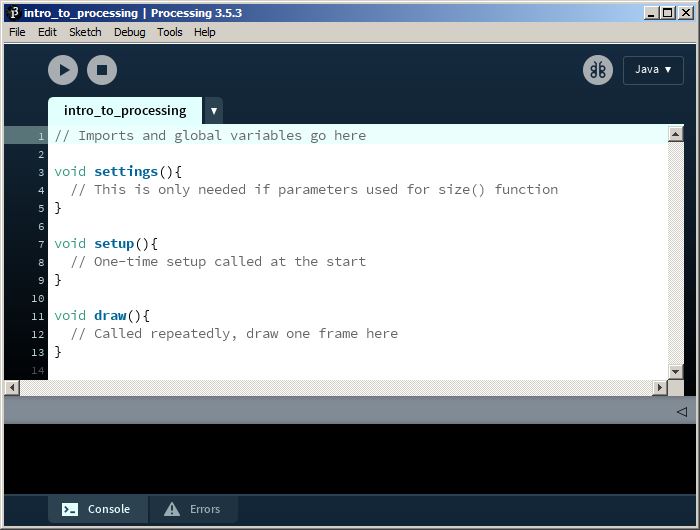 intro_to_processing | Processing 3.5.3
File Edit Sketch Debug Tools Help
Java ▼
intro_to_processing ▼
1 // Imports and global variables go here
2
3 void settings(){
4   // This is only needed if parameters used for size() function
5 }
6
7 void setup(){
8   // One-time setup called at the start
9 }
10
11 void draw(){
12   // Called repeatedly, draw one frame here
13 }
14
Console Errors